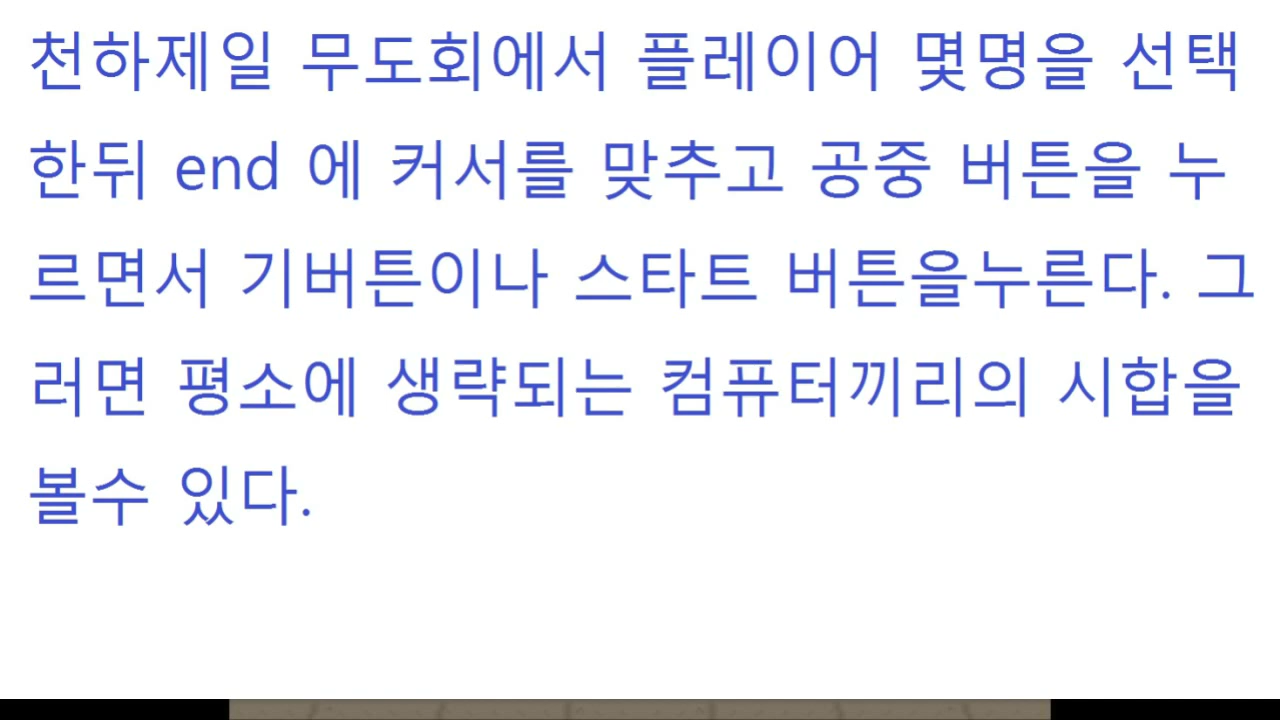 천하제일 무도회에서 플레이어 몇명을 선택
한뒤 end 에 커서를 맞추고 공중 버튼을 누
르면서 기버튼이나 스타트 버튼을누른다. 그
러면 평소에 생략되는 컴퓨터끼리의 시합을
볼수 있다.